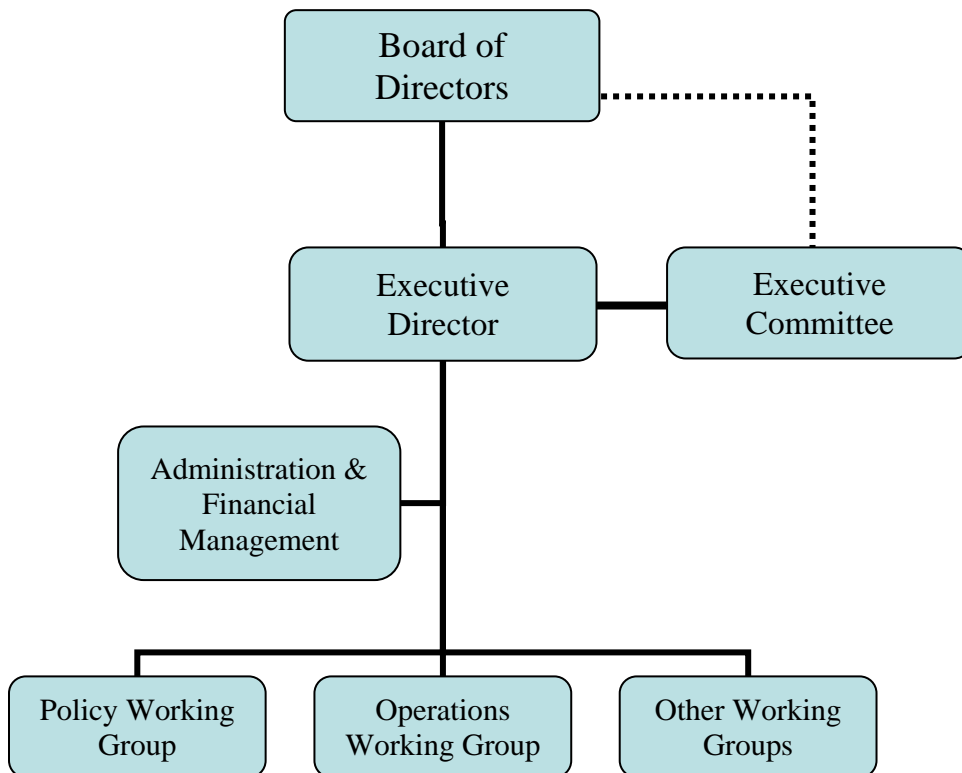 Board of
Directors
Executive
Director
Executive
Committee
Administration &
Financial
Management
Policy Working
Group
Operations
Working Group
Other Working
Groups